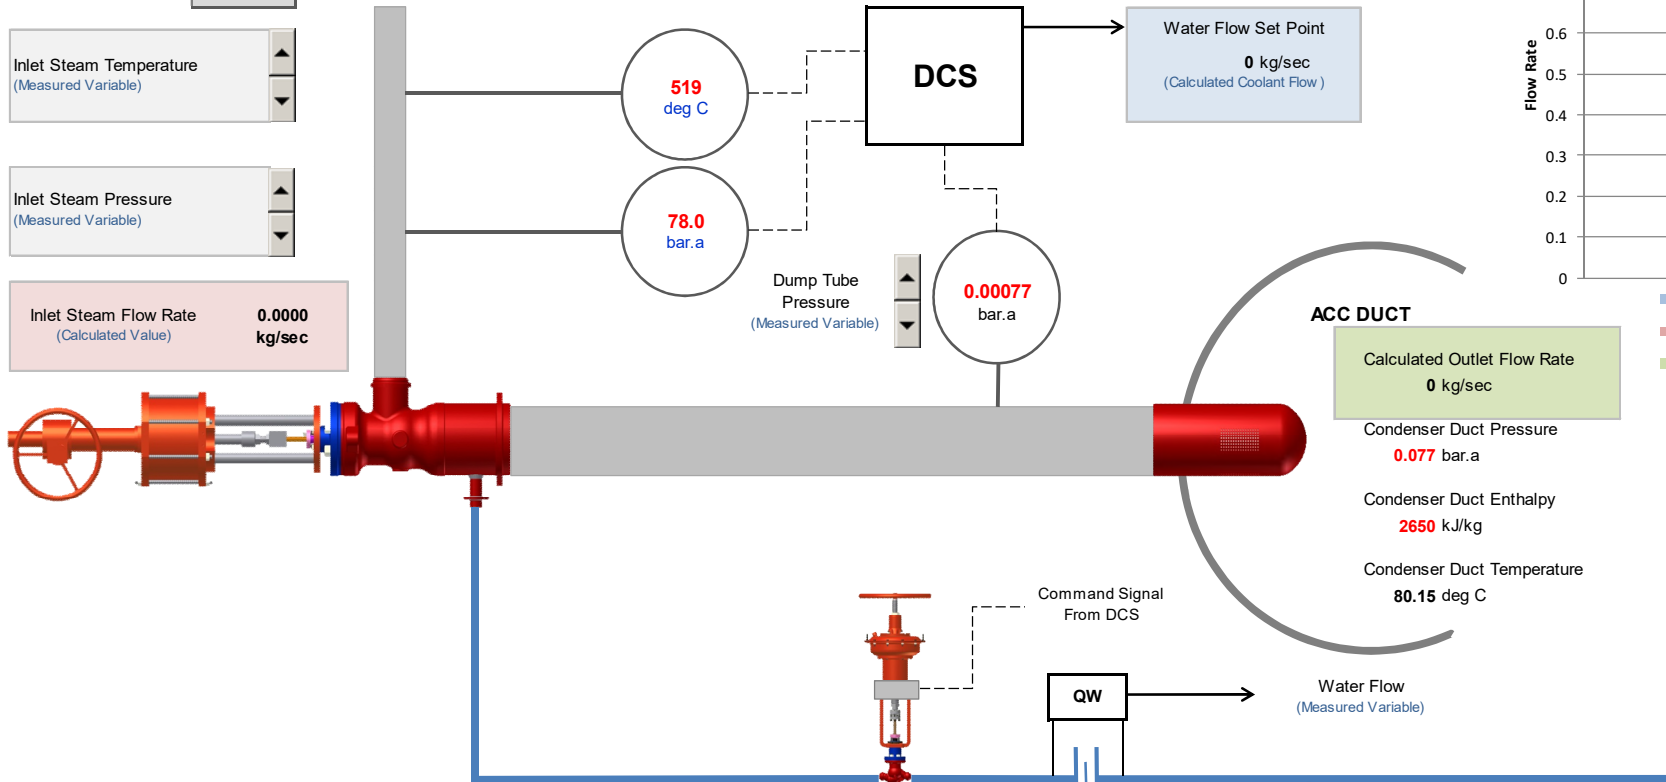 Inlet Steam Temperature
(Measured Variable)
Inlet Steam Pressure
(Measured Variable)
Inlet Steam Flow Rate
(Calculated Value)
0.0000
kg/sec
519
deg C
78.0
bar.a
DCS
Water Flow Set Point
0 kg/sec
(Calculated Coolant Flow )
Dump Tube
Pressure
(Measured Variable)
0.00077
bar.a
Flow Rate
0.6
0.5
0.4
0.3
0.2
0.1
0
ACC DUCT
Calculated Outlet Flow Rate
0 kg/sec
Condenser Duct Pressure
0.077 bar.a
Condenser Duct Enthalpy
2650 kJ/kg
Condenser Duct Temperature
80.15 deg C
Command Signal
From DCS
QW
Water Flow
(Measured Variable)